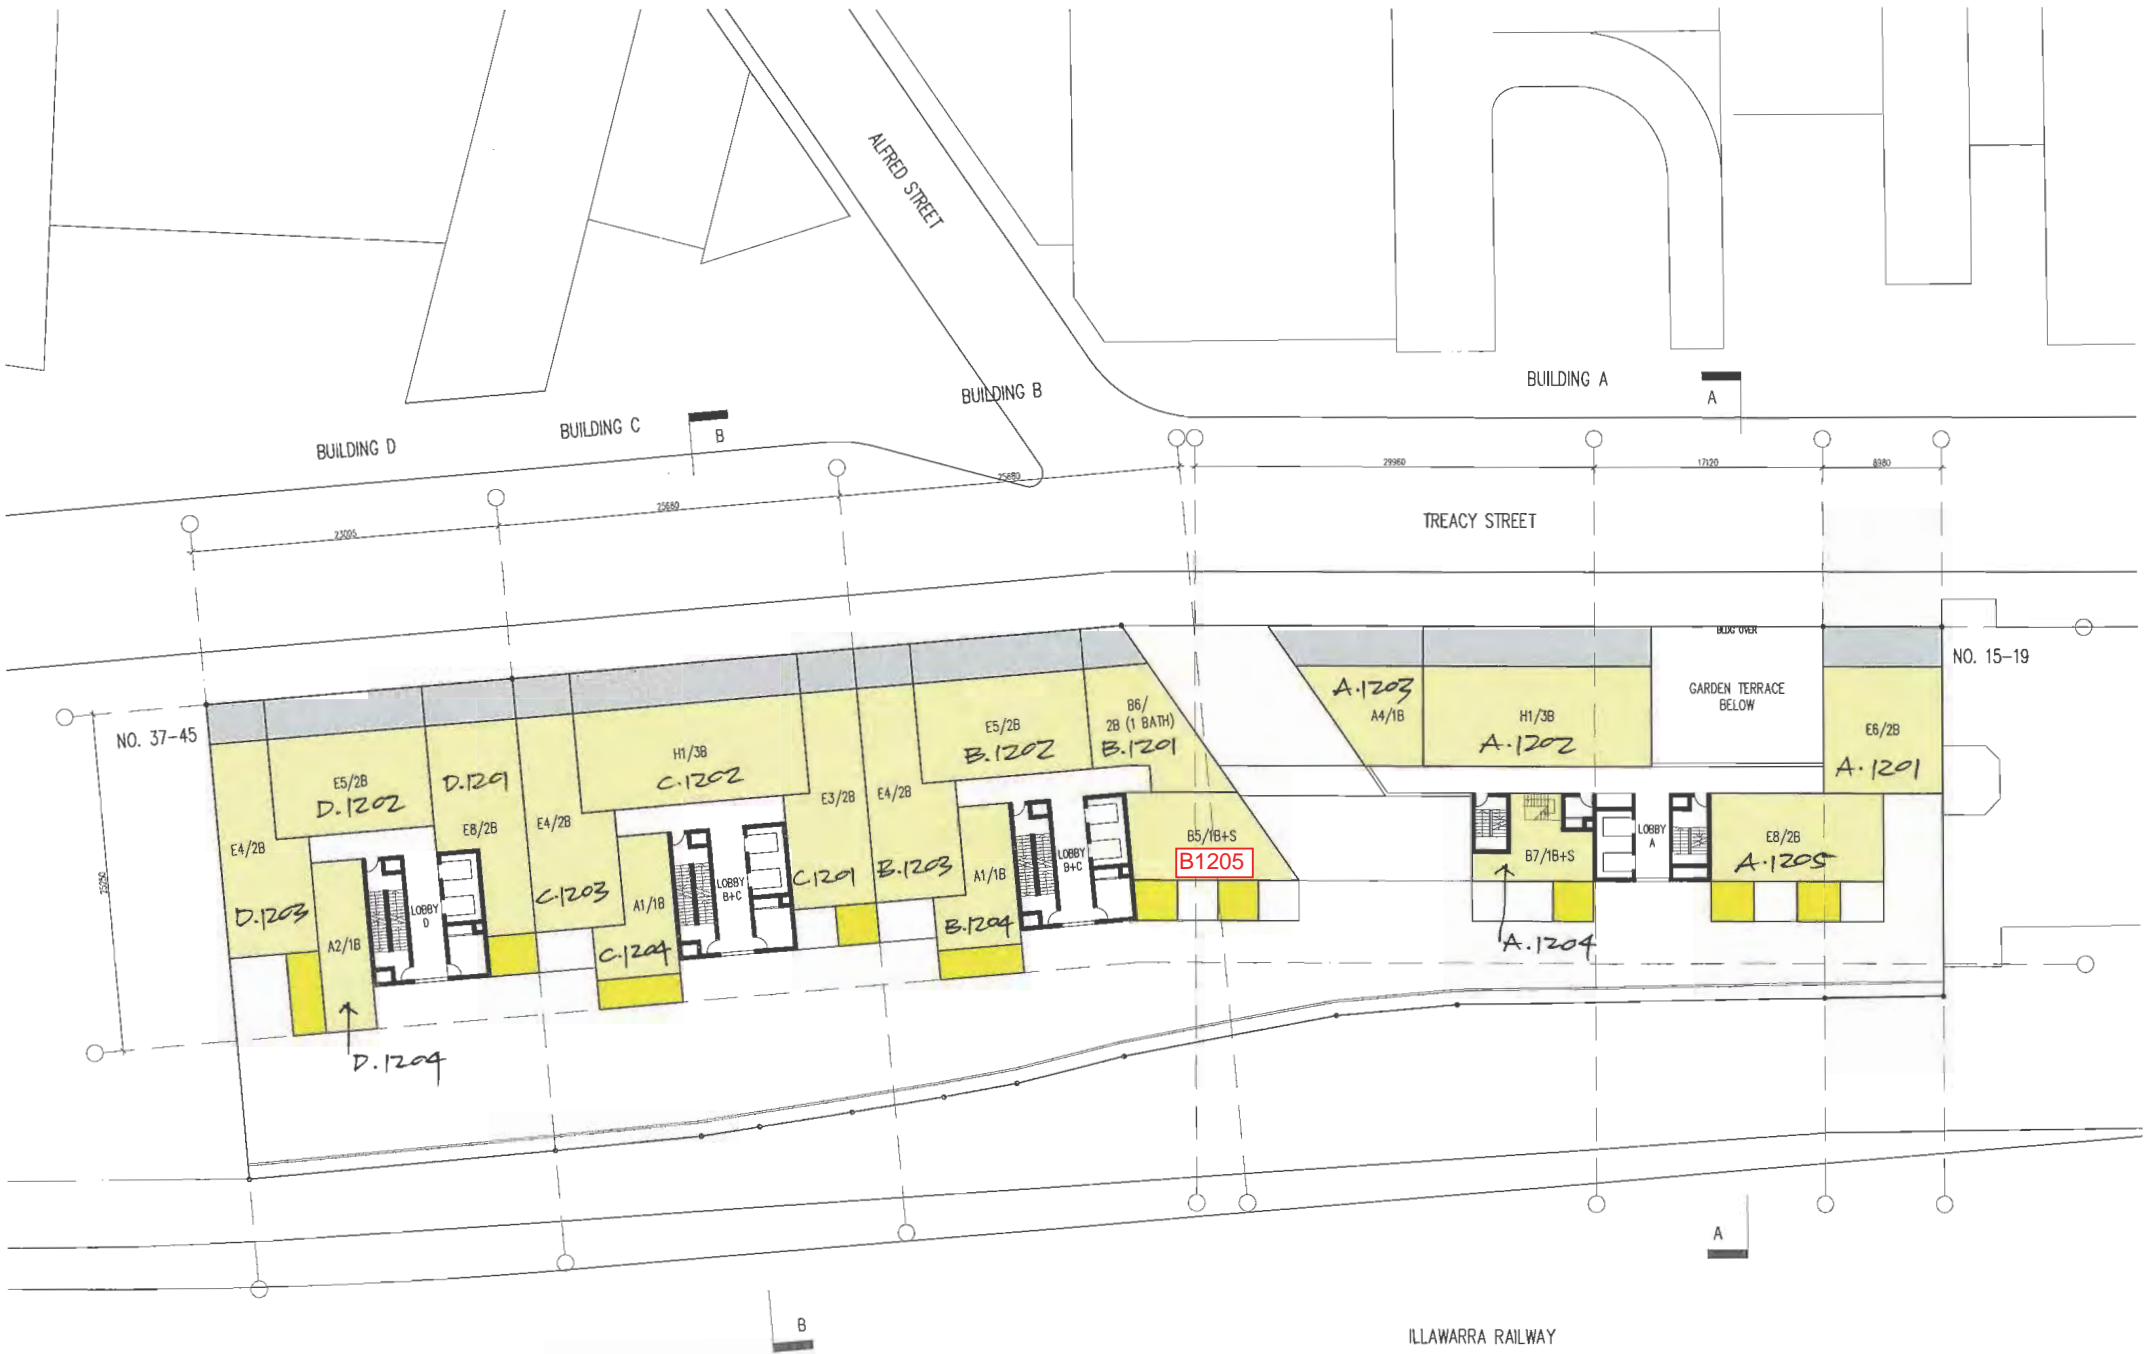 ALFRED STREET
BUILDING A
A
BUILDING B
BUILDING C
B
BUILDING D
29960
17120
8980
25680
25680
TREACY STREET
BLDG OVER
NO. 15-19
GARDEN TERRACE
BELOW
NO. 37-45
A.1203
A4/1B
H1/3B
A.1202
E6/2B
A.1201
B6/
2B (1 BATH)
B.1201
E5/2B
B.1202
H1/3B
C.1202
E5/2B
D.1202
D.1201
E8/2B
E4/2B
C.1203
E3/2B
C.1201
E4/2B
B.1203
E4/2B
D.1203
A1/1B
B.1204
LOBBY
B+C
B5/1B+S
B1205
B7/1B+S
A.1204
LOBBY
A
E8/2B
A.1205
A1/1B
C.1204
LOBBY
B+C
LOBBY
D
A2/1B
D.1204
A
B
ILLAWARRA RAILWAY